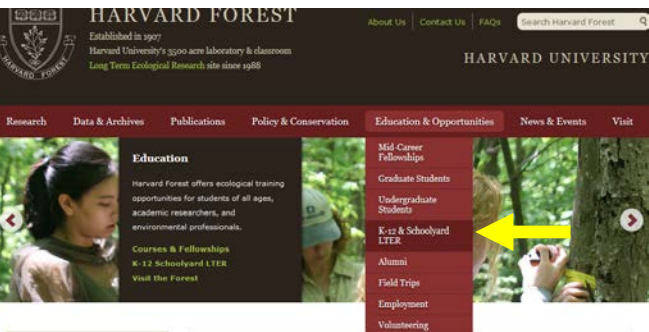 HARVARD FOREST
About Us | Contact Us | FAQs
Search Harvard Forest
Established in 1907
Harvard University's 3500 acre laboratory & classroom
Long Term Ecological Research site since 1988
HARVARD UNIVERSITY
HARVARD FOREST
Research Data & Archives Publications Policy & Conservation Education & Opportunities News & Events Visit
Education
Harvard Forest offers ecological training
opportunities for students of all ages,
academic researchers, and
environmental professionals.
Courses & Fellowships
K-12 Schoolyard LTER
Visit the Forest
Mid-Career
Fellowships
Graduate Students
Undergraduate
Students
K-12 & Schoolyard
LTER
Alumni
Field Trips
Employment
Volunteering